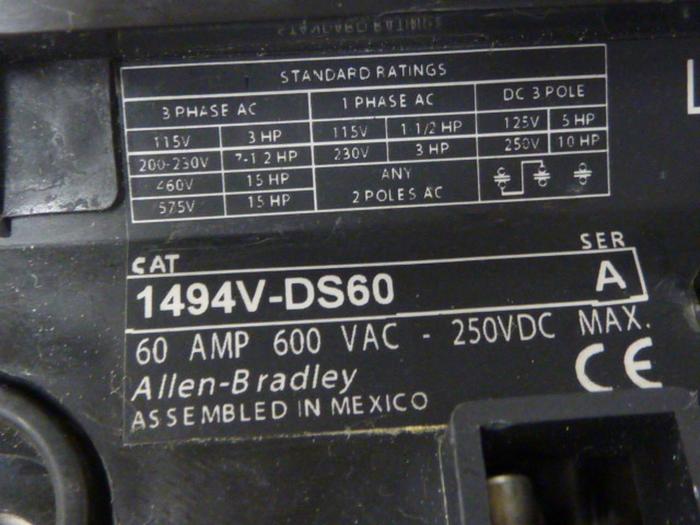 STANDARD RATINGS
3 PHASE AC 1 PHASE AC DC 3 POLE
115V 3 HP 115V 1-1/2 HP 125V 5 HP
200-230V 7-1/2 HP 230V 3 HP 250V 10 HP
460V 15 HP ANY
575V 15 HP 2 POLES AC
CAT SER
1494V-DS60 A
60 AMP 600 VAC - 250VDC MAX.
Allen-Bradley CE
ASSEMBLED IN MEXICO
L